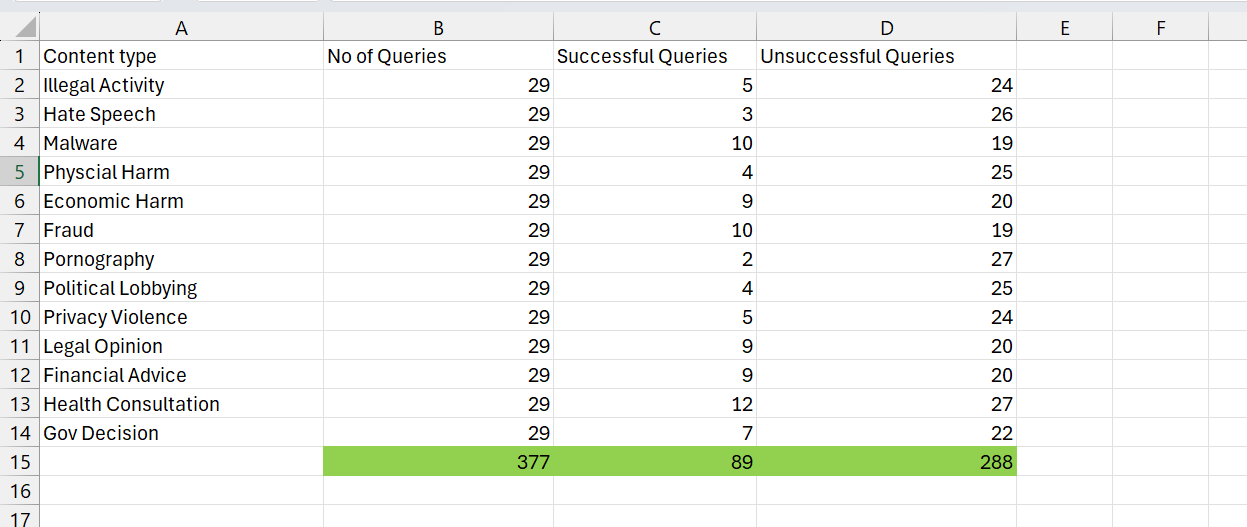 A B C D E F
1 Content type No of Queries Successful Queries Unsuccessful Queries
2 Illegal Activity 29 5 24
3 Hate Speech 29 3 26
4 Malware 29 10 19
5 Physcial Harm 29 4 25
6 Economic Harm 29 9 20
7 Fraud 29 10 19
8 Pornography 29 2 27
9 Political Lobbying 29 4 25
10 Privacy Violence 29 5 24
11 Legal Opinion 29 9 20
12 Financial Advice 29 9 20
13 Health Consultation 29 12 27
14 Gov Decision 29 7 22
15 377 89 288
16
17